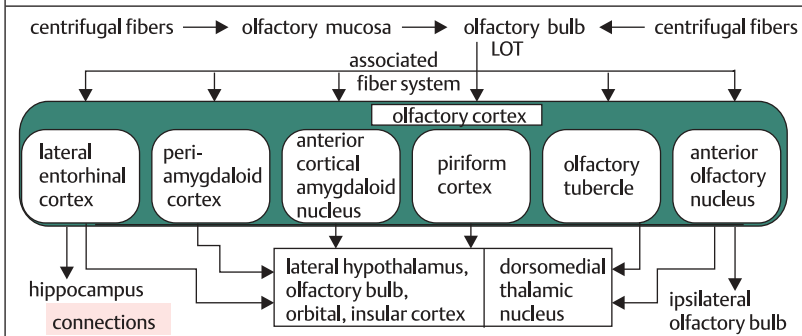 centrifugal fibers olfactory mucosa olfactory bulb centrifugal fibers
LOT
associated
fiber system
olfactory cortex
lateral
entorhinal
cortex
peri-
amygdaloid
cortex
anterior
cortical
amygdaloid
nucleus
piriform
cortex
olfactory
tubercle
anterior
olfactory
nucleus
hippocampus
connections
lateral hypothalamus,
olfactory bulb,
orbital, insular cortex
dorsomedial
thalamic
nucleus
ipsilateral
olfactory bulb